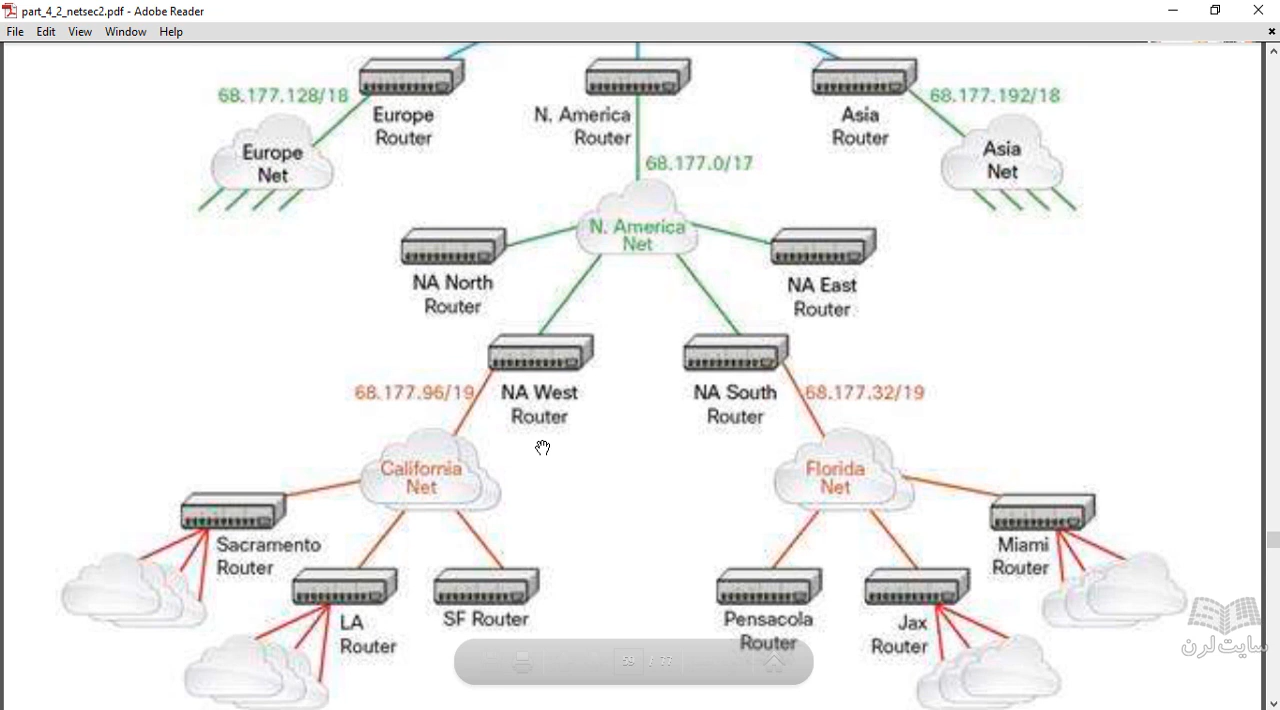 part_4_2_netsec2.pdf - Adobe Reader
File Edit View Window Help
68.177.128/18
Europe
Router
N. America
Router
Asia
Router
68.177.192/18
Europe
Net
68.177.0/17
Asia
Net
N. America
Net
NA North
Router
NA East
Router
68.177.96/19
NA West
Router
NA South
Router
68.177.32/19
California
Net
Florida
Net
Sacramento
Router
Miami
Router
LA
Router
SF Router
Pensacola
Router
Jax
Router
سایت لرن